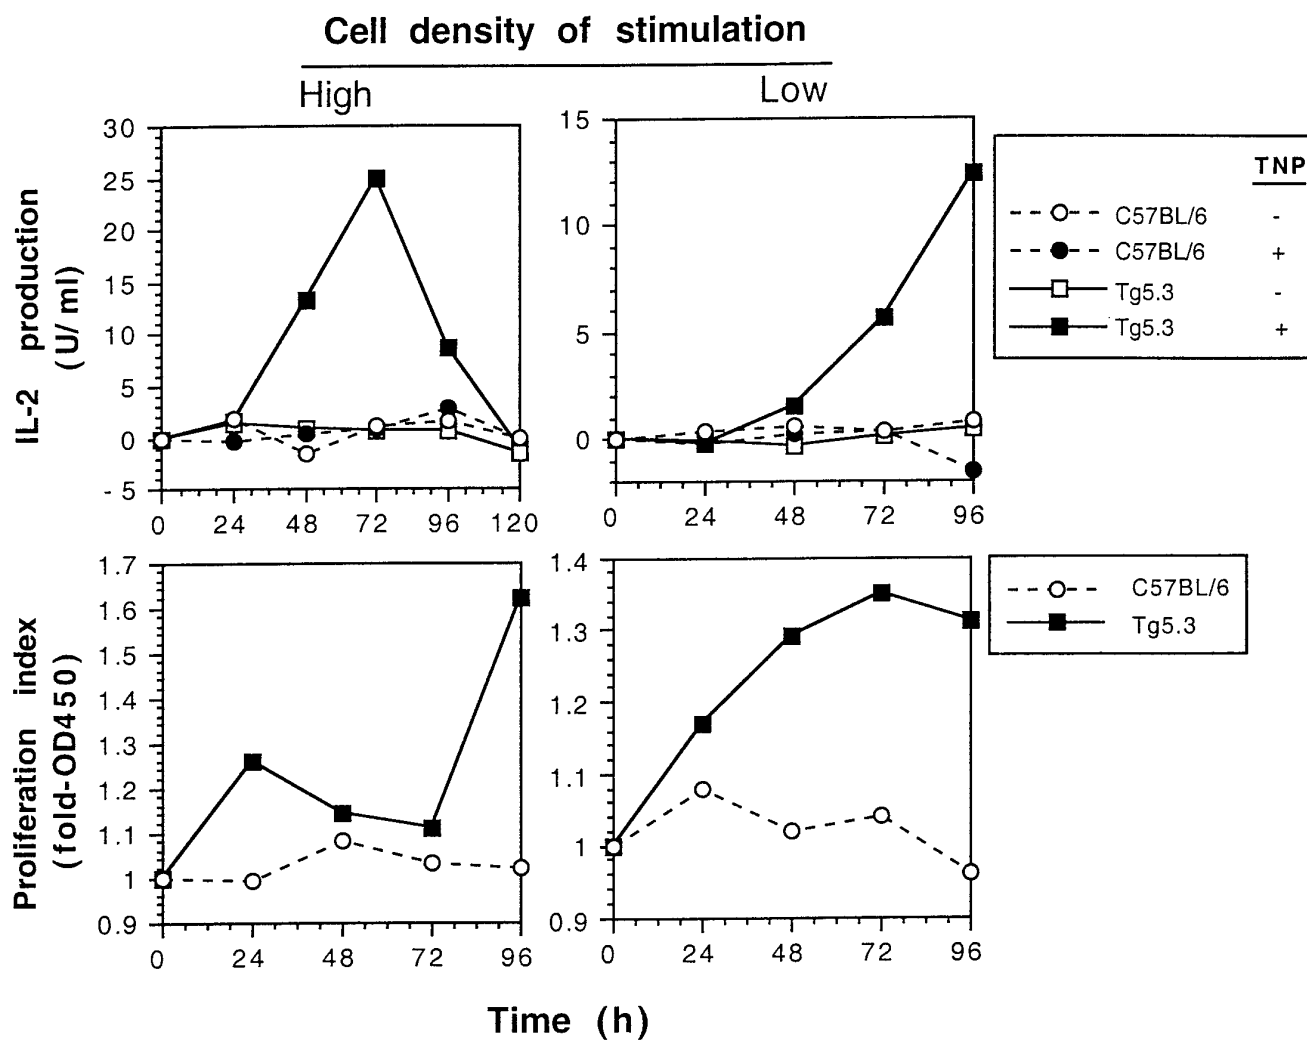 Cell density of stimulation
High
Low
IL-2 production
(U/ml)
30
25
20
15
10
5
0
-5
0 24 48 72 96 120
15
10
5
0
0 24 48 72 96
TNP
C57BL/6 -
C57BL/6 +
Tg5.3 -
Tg5.3 +
Proliferation index
(fold-OD450)
1.7
1.6
1.5
1.4
1.3
1.2
1.1
1
0.9
0 24 48 72 96
1.4
1.3
1.2
1.1
1
0.9
0 24 48 72 96
C57BL/6
Tg5.3
Time (h)